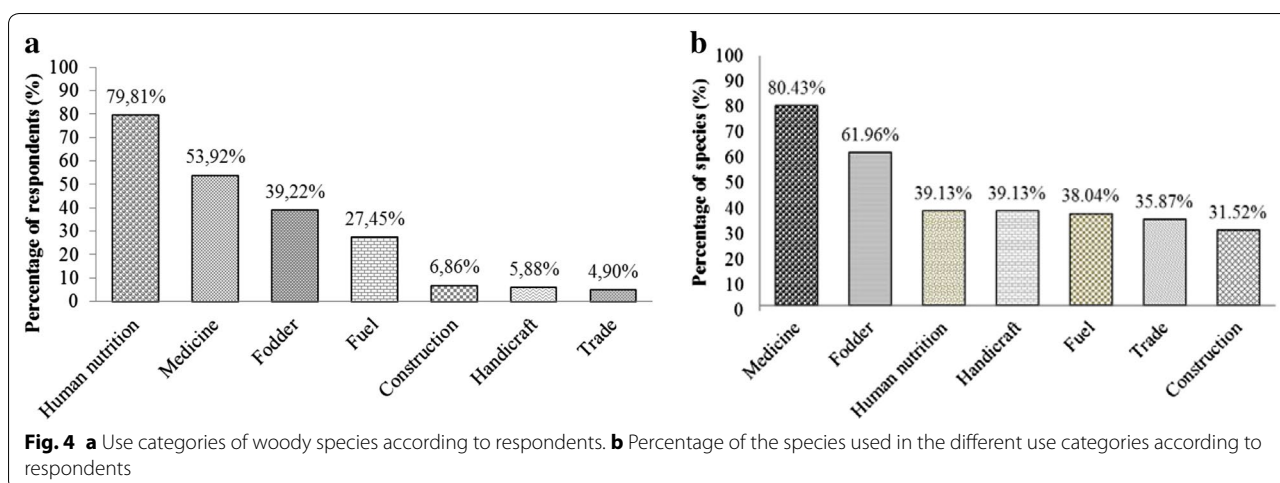 a
Percentage of respondents (%)
100
90
80
70
60
50
40
30
20
10
0
79,81%
53,92%
39,22%
27,45%
6,86%
5,88%
4,90%
Human nutrition
Medicine
Fodder
Fuel
Construction
Handicraft
Trade
b
Percentage of species (%)
100
90
80
70
60
50
40
30
20
10
0
80.43%
61.96%
39.13%
39.13%
38.04%
35.87%
31.52%
Medicine
Fodder
Human nutrition
Handicraft
Fuel
Trade
Construction
Fig. 4 a Use categories of woody species according to respondents. b Percentage of the species used in the different use categories according to
respondents